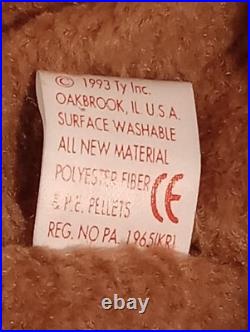 © 1993 Ty Inc.
OAKBROOK, IL. U.S.A.
SURFACE WASHABLE
ALL NEW MATERIAL
POLYESTER FIBER
& P.E. PELLETS CE
REG. NO PA. 1965(KR)